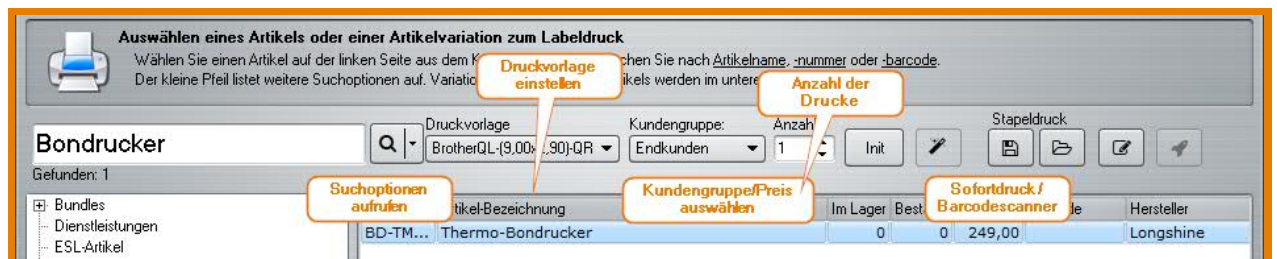 Auswählen eines Artikels oder einer Artikelvariation zum Labeldruck
Wählen Sie einen Artikel auf der linken Seite aus dem K chen Sie nach Artikelname, -nummer oder -barcode.
Der kleine Pfeil listet weitere Suchoptionen auf. Variatio ikels werden im untere
Druckvorlage
einstellen
Anzahl der
Drucke
Bondrucker
Druckvorlage
Kundengruppe:
Anzah
Stapeldruck
BrotherQL-(9,00x ,90)-QR
Endkunden
1
Init
Gefunden: 1
Suchoptionen
aufrufen
Kundengruppe/Preis
auswählen
Sofortdruck/
Barcodescanner
Bundles
Dienstleistungen
ESL-Artikel
tikel-Bezeichnung
Im Lager
Best
de
Hersteller
BD-TM... Thermo-Bondrucker 0 0 249,00 Longshine